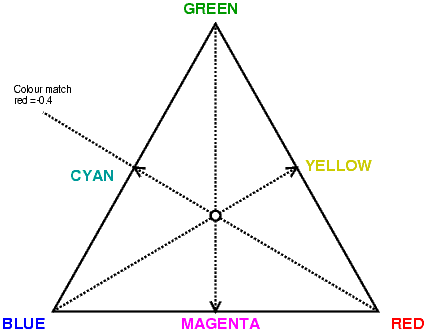 GREEN
Colour match
red =-0.4
CYAN
YELLOW
BLUE
MAGENTA
RED